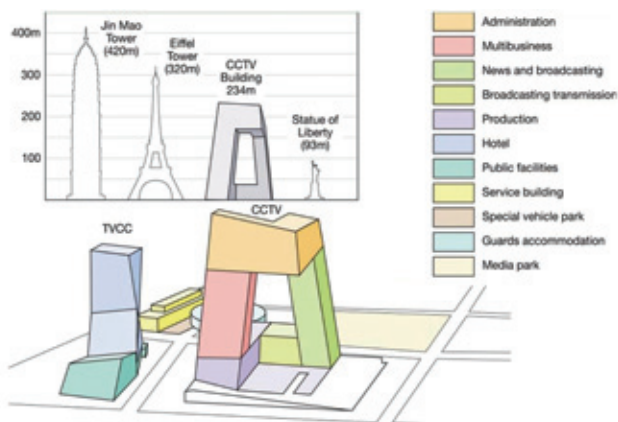 400m
300
200
100
Jin Mao
Tower
(420m)
Eiffel
Tower
(320m)
CCTV
Building
234m
Statue of
Liberty
(93m)
TVCC
CCTV
Administration
Multibusiness
News and broadcasting
Broadcasting transmission
Production
Hotel
Public facilities
Service building
Special vehicle park
Guards accommodation
Media park